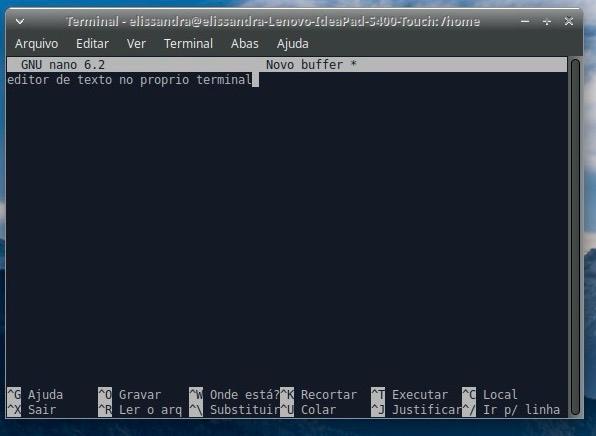 Terminal - elissandra@elissandra-Lenovo-IdeaPad-S400-Touch: /home
Arquivo Editar Ver Terminal Abas Ajuda
GNU nano 6.2 Novo buffer *
editor de texto no proprio terminal
^G Ajuda ^O Gravar ^W Onde está? ^K Recortar ^T Executar ^C Local
^X Sair ^R Ler o arq ^\ Substituir ^U Colar ^J Justificar ^/ Ir p/ linha